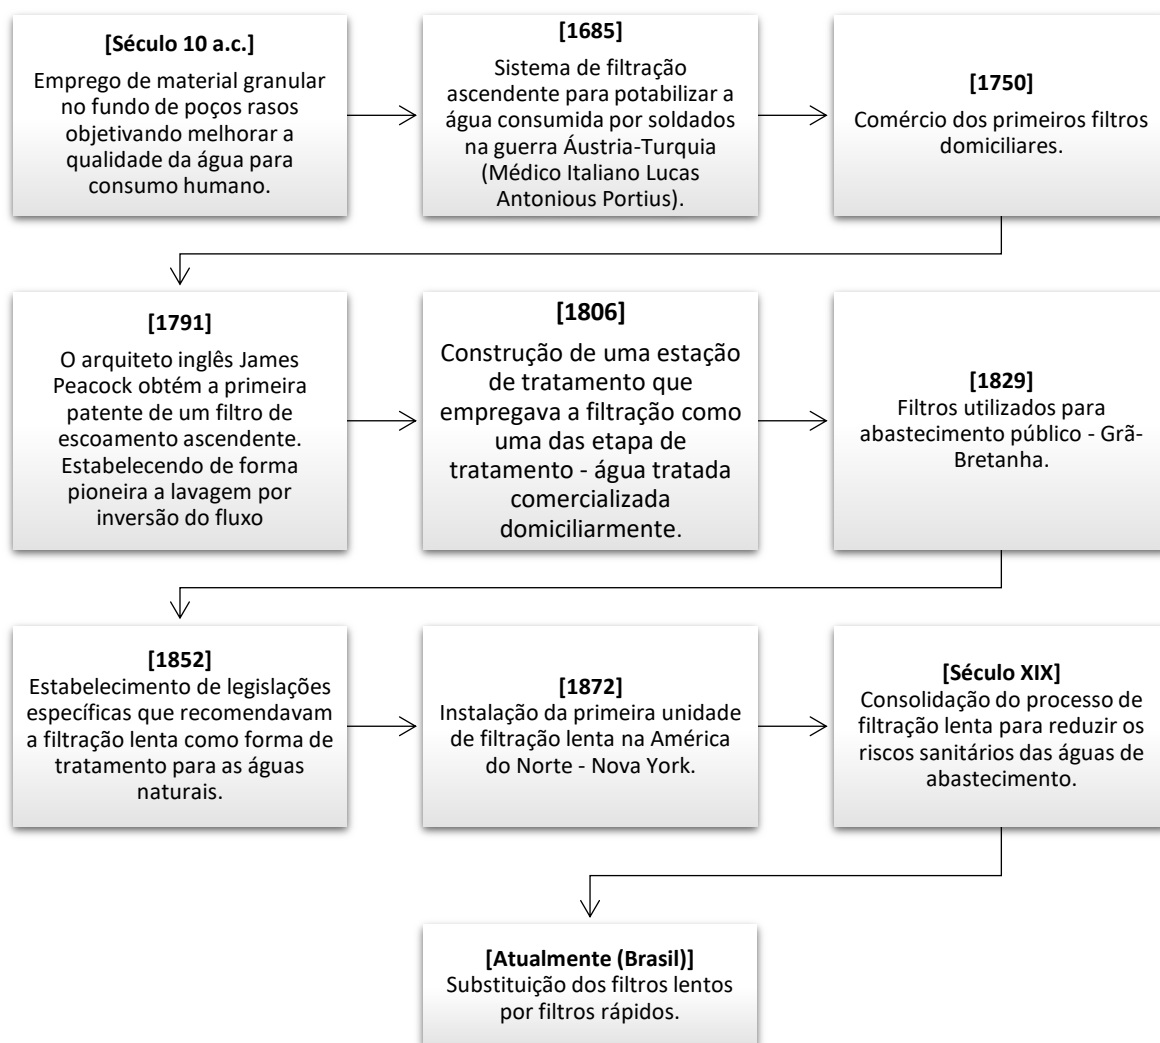 [Século 10 a.c.]
Emprego de material granular
no fundo de poços rasos
objetivando melhorar a
qualidade da água para
consumo humano.
[1685]
Sistema de filtração
ascendente para potabilizar a
água consumida por soldados
na guerra Áustria-Turquia
(Médico Italiano Lucas
Antonious Portius).
[1750]
Comércio dos primeiros filtros
domiciliares.
[1791]
O arquiteto inglês James
Peacock obtém a primeira
patente de um filtro de
escoamento ascendente.
Estabelecendo de forma
pioneira a lavagem por
inversão do fluxo
[1806]
Construção de uma estação
de tratamento que
empregava a filtração como
uma das etapa de
tratamento - água tratada
comercializada
domiciliarmente.
[1829]
Filtros utilizados para
abastecimento público - Grã-
Bretanha.
[1852]
Estabelecimento de legislações
específicas que recomendavam
a filtração lenta como forma de
tratamento para as águas
naturais.
[1872]
Instalação da primeira unidade
de filtração lenta na América
do Norte - Nova York.
[Século XIX]
Consolidação do processo de
filtração lenta para reduzir os
riscos sanitários das águas de
abastecimento.
[Atualmente (Brasil)]
Substituição dos filtros lentos
por filtros rápidos.